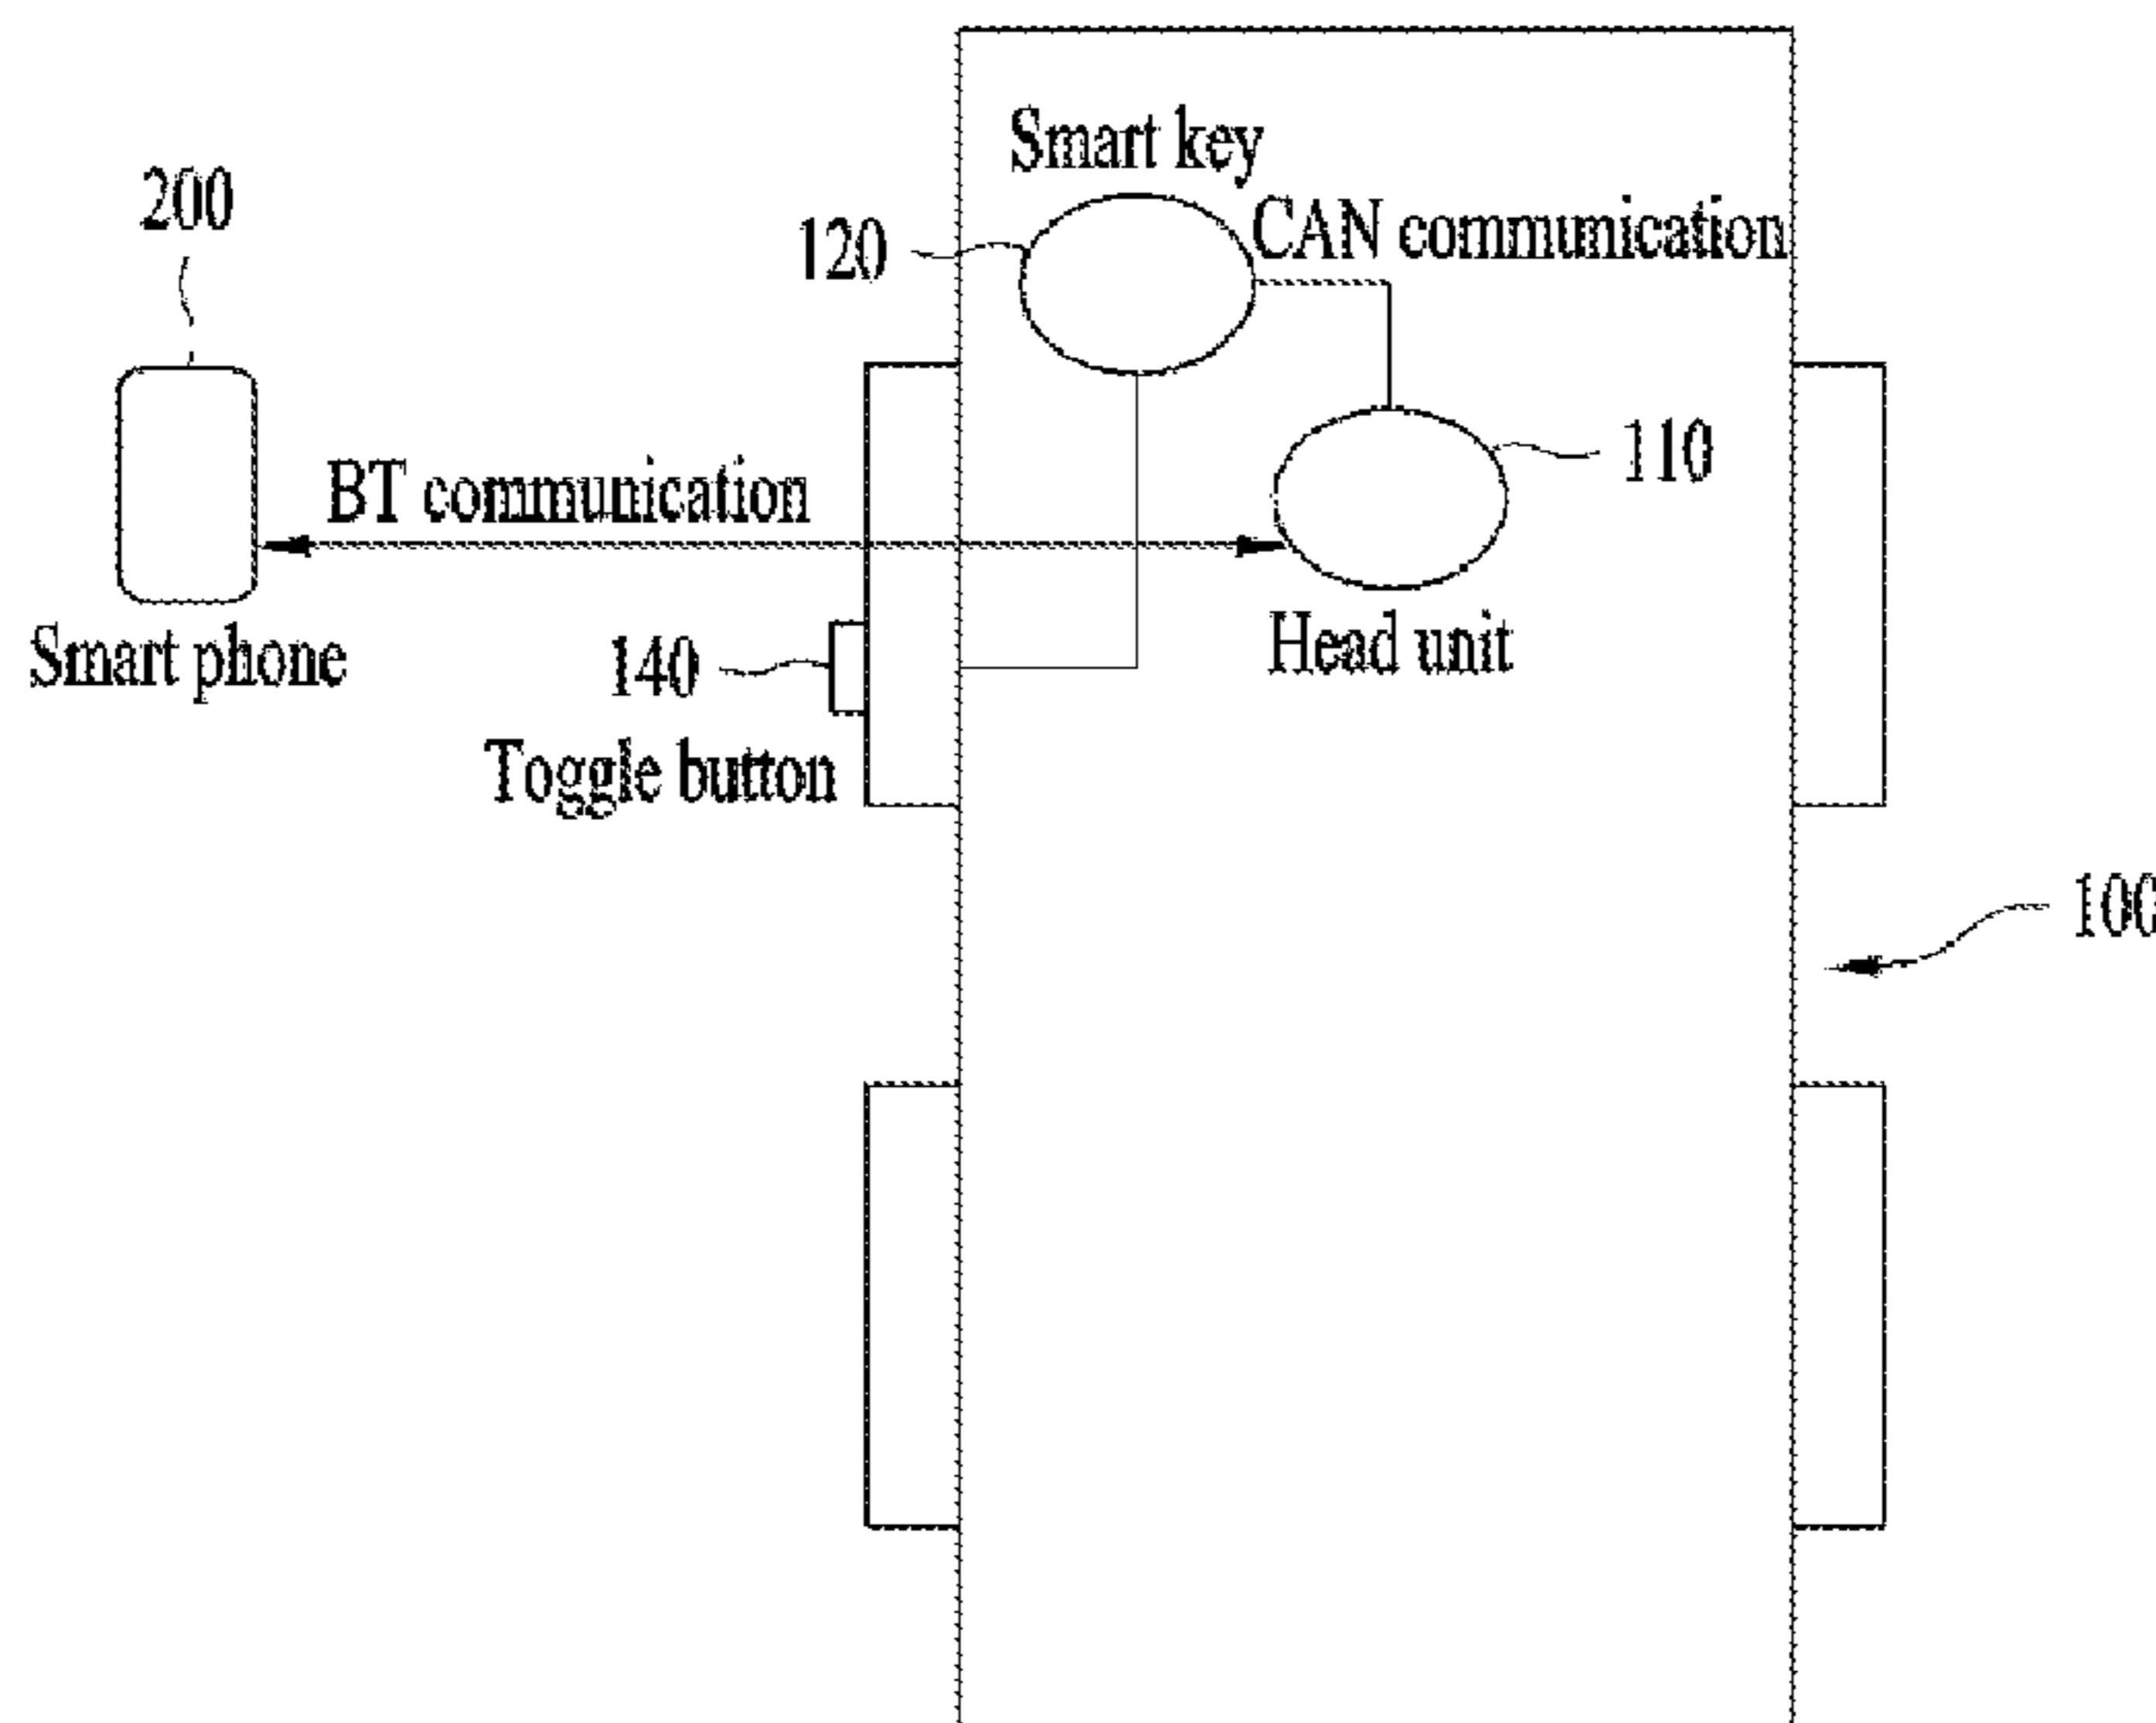 Smart key
200
120
CAN communication
110
BT communication
Smart phone
140
Head unit
Toggle button
100